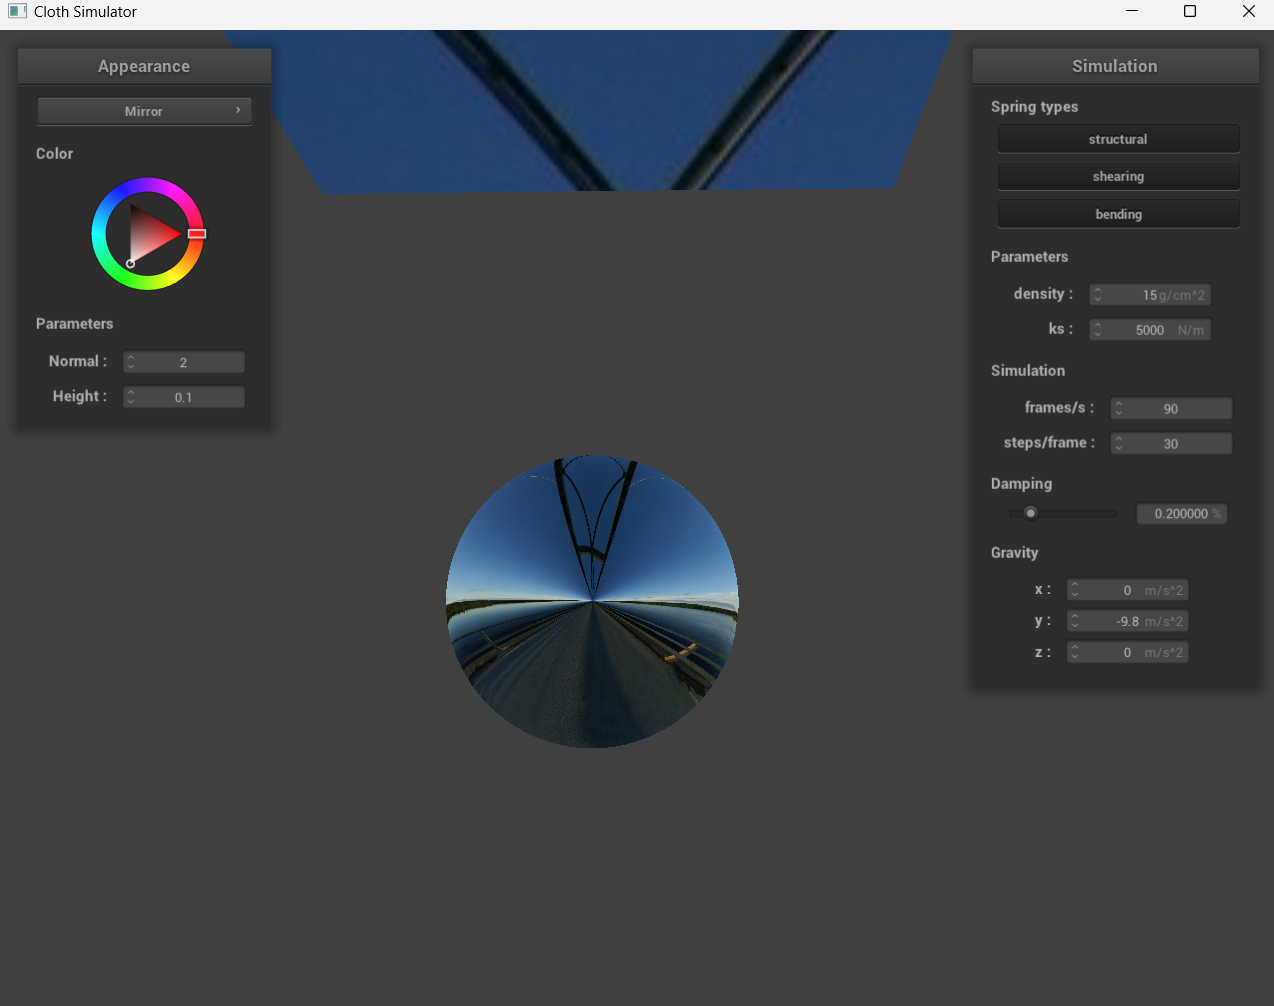 Cloth Simulator
Appearance
Mirror
Color
Parameters
Normal : 2
Height : 0.1
Simulation
Spring types
structural
shearing
bending
Parameters
density : 15 g/cm^2
ks : 5000 N/m
Simulation
frames/s : 90
steps/frame : 30
Damping
0.200000 %
Gravity
x : 0 m/s^2
y : -9.8 m/s^2
z : 0 m/s^2